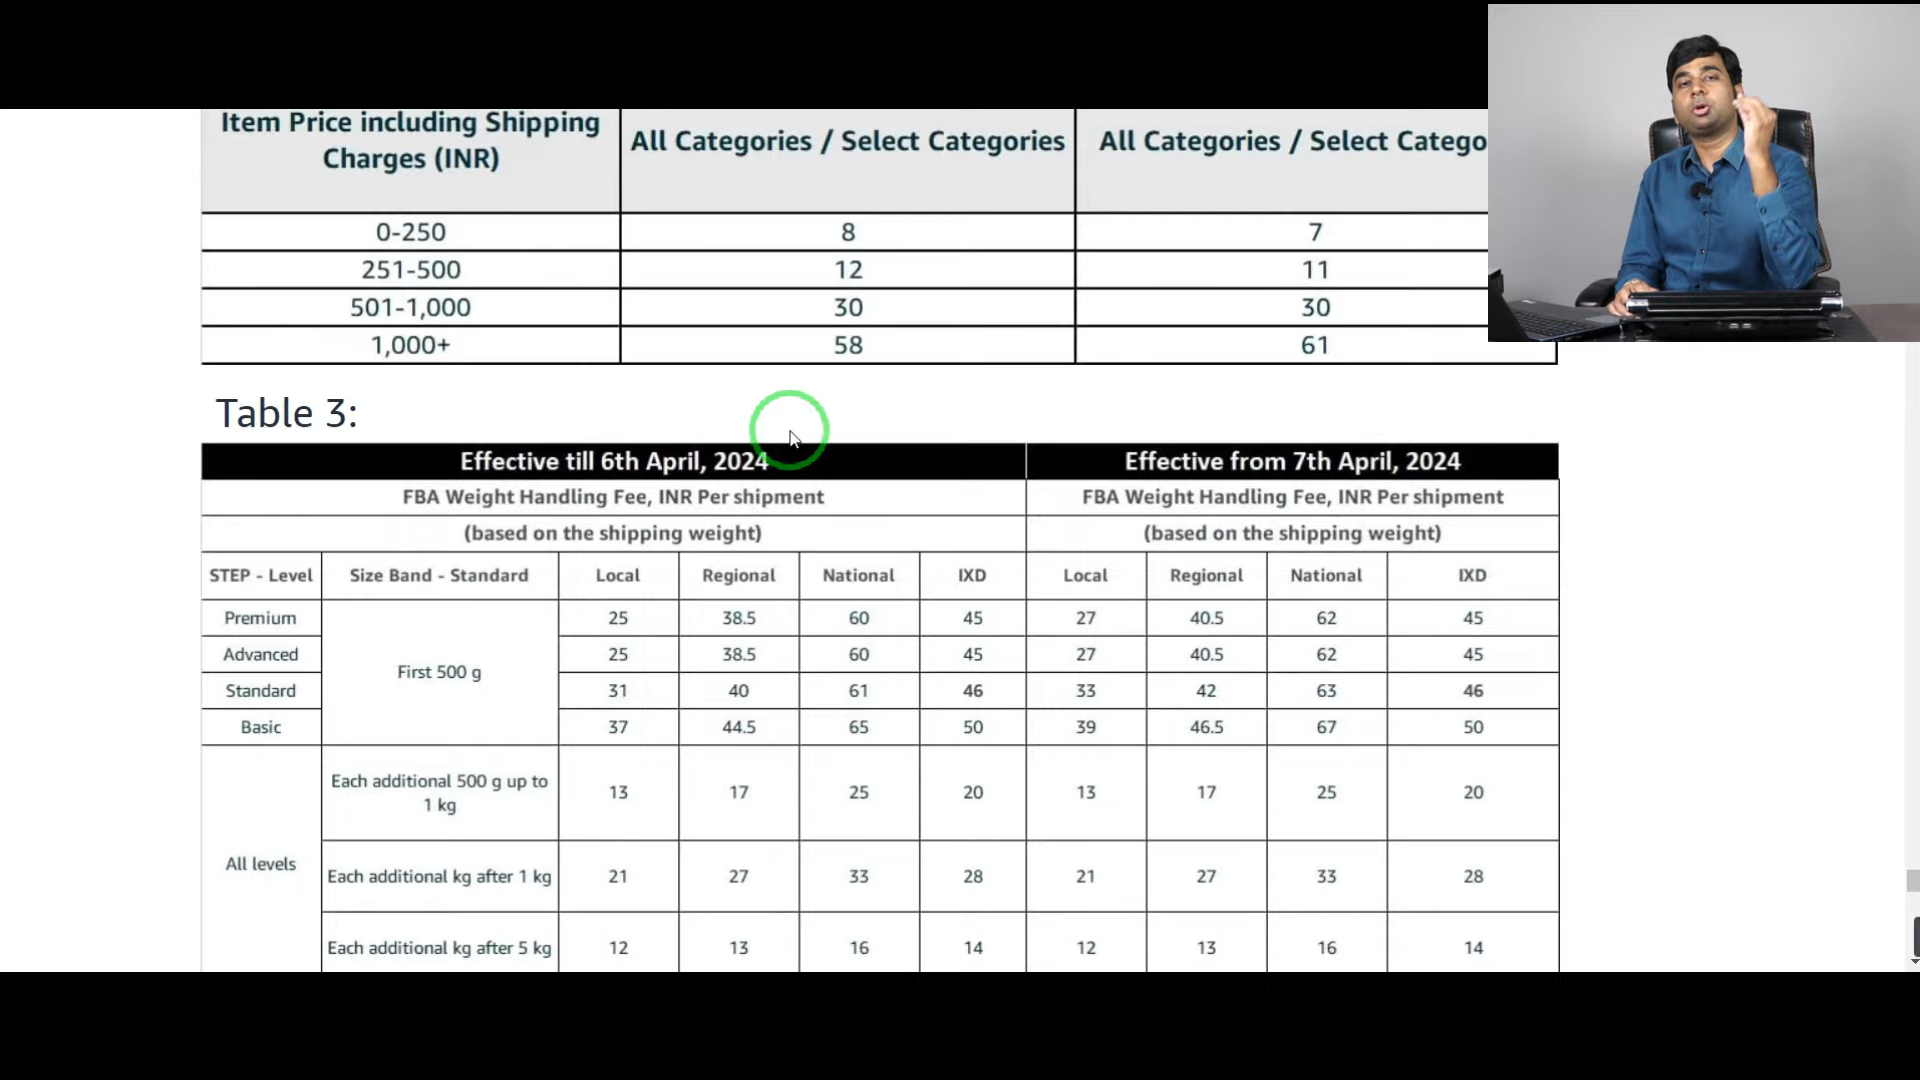 Item Price including Shipping
Charges (INR)
All Categories / Select Categories
All Categories / Select Catego
0-250 8 7
251-500 12 11
501-1,000 30 30
1,000+ 58 61
Table 3:
Effective till 6th April, 2024 Effective from 7th April, 2024
FBA Weight Handling Fee, INR Per shipment FBA Weight Handling Fee, INR Per shipment
(based on the shipping weight) (based on the shipping weight)
STEP - Level Size Band - Standard Local Regional National IXD Local Regional National IXD
Premium 25 38.5 60 45 27 40.5 62 45
Advanced 25 38.5 60 45 27 40.5 62 45
First 500 g
Standard 31 40 61 46 33 42 63 46
Basic 37 44.5 65 50 39 46.5 67 50
Each additional 500 g up to
1 kg
13 17 25 20 13 17 25 20
All levels
Each additional kg after 1 kg 21 27 33 28 21 27 33 28
Each additional kg after 5 kg 12 13 16 14 12 13 16 14